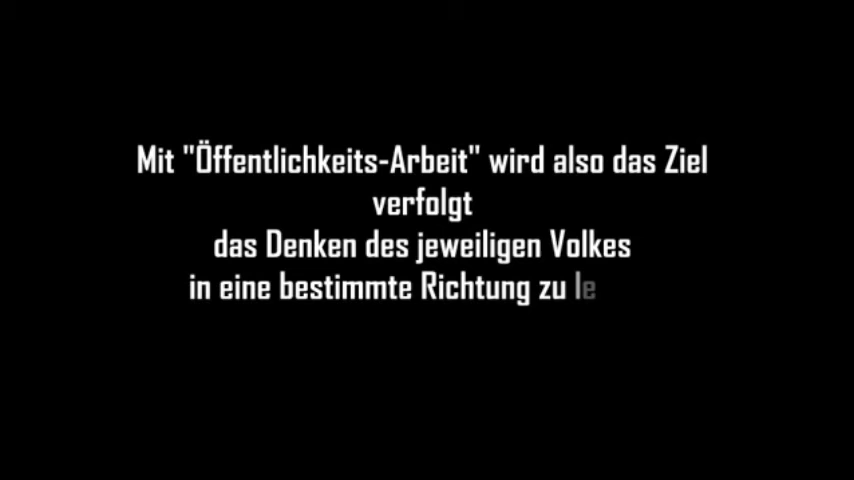 Mit "Öffentlichkeits-Arbeit" wird also das Ziel
verfolgt
das Denken des jeweiligen Volkes
in eine bestimmte Richtung zu le